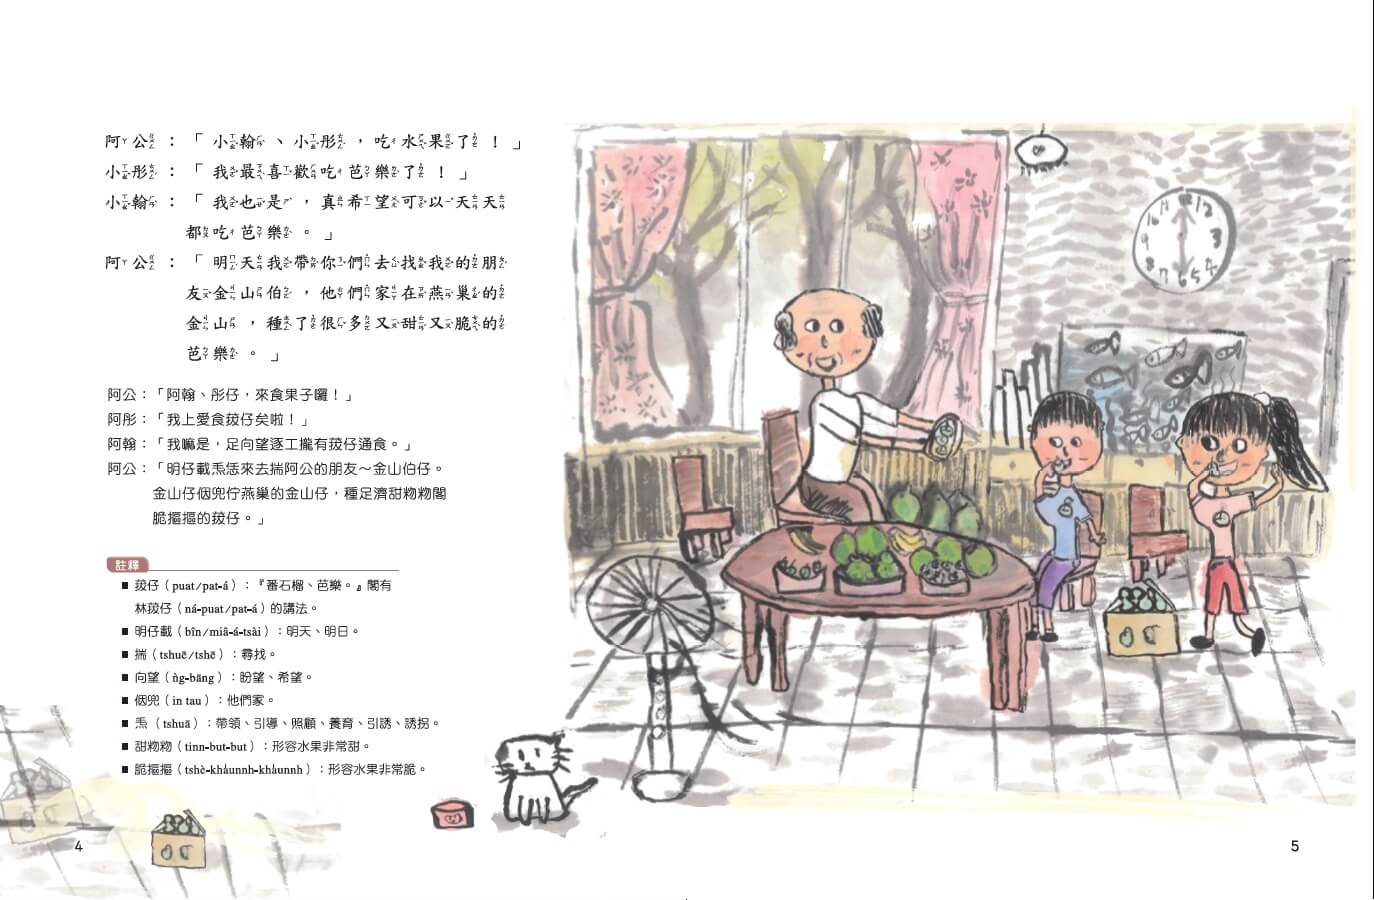 阿公：「小翰、小彤，吃水果了！」
小彤：「我最喜歡吃芭樂了！」
小翰：「我也是，真希望可以天天
都吃芭樂。」
阿公：「明天我帶你們去找我的朋
友金山伯，他們家在燕巢的
金山，種了很多又甜又脆的
芭樂。」
阿公：「阿翰、彤仔，來食果子囉！」
阿彤：「我上愛食菝仔矣啦！」
阿翰：「我嘛是，足向望逐工攏有菝仔通食。」
阿公：「明仔載𤆬恁來去揣阿公的朋友～金山伯仔。
金山仔𪜶兜佇燕巢的金山仔，種足濟甜粅粅閣
脆摳摳的菝仔。」
註釋
■ 菝仔（puat/pat-á）：『番石榴、芭樂。』閣有
林菝仔（ná-puat/pat-á）的講法。
■ 明仔載（bîn/miâ-á-tsài）：明天、明日。
■ 揣（tshuē/tshē）：尋找。
■ 向望（ǹg-bāng）：盼望、希望。
■ 𪜶兜（in tau）：他們家。
■ 𤆬（tshuā）：帶領、引導、照顧、養育、引誘、誘拐。
■ 甜粅粅（tinn-but-but）：形容水果非常甜。
■ 脆摳摳（tshè-kha̍unnh-kha̍unnh）：形容水果非常脆。
4
5